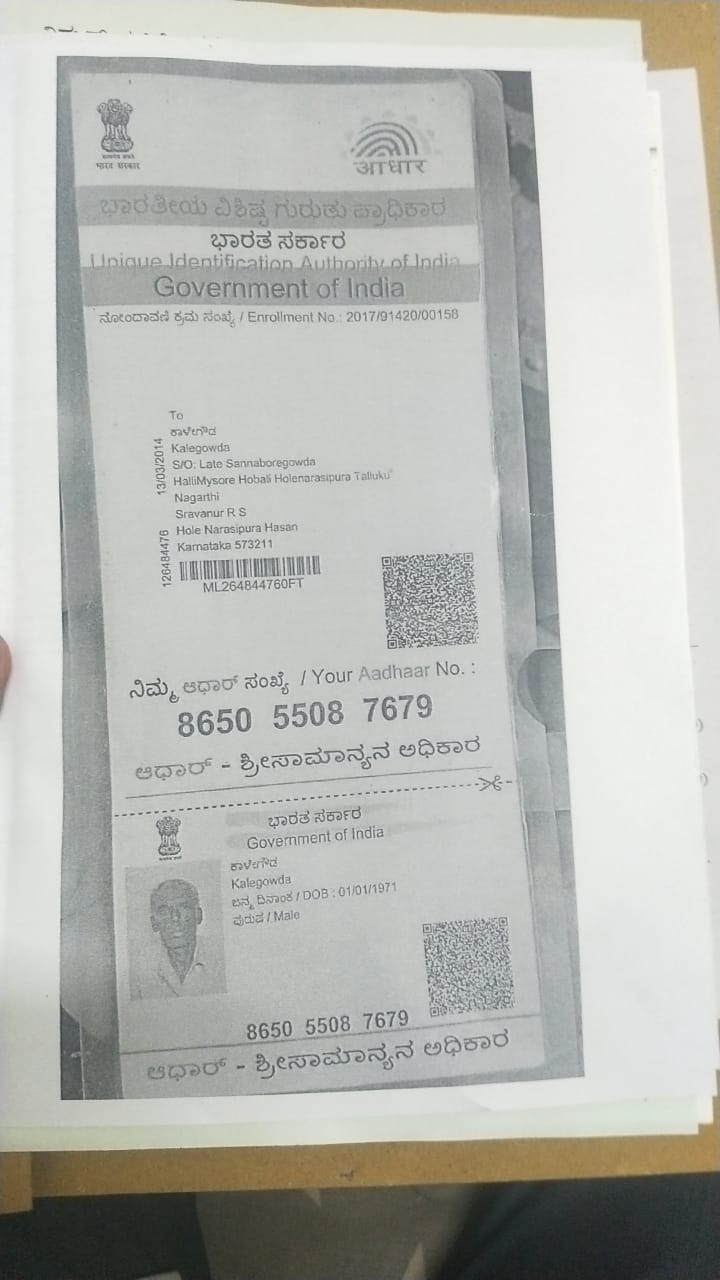 भारत सरकार
आधार
ಭಾರತೀಯ ವಿಶಿಷ್ಟ ಗುರುತು ಪ್ರಾಧಿಕಾರ
ಭಾರತ ಸರ್ಕಾರ
Unique Identification Authority of India
Government of India
ನೋಂದಾವಣಿ ಕ್ರಮ ಸಂಖ್ಯೆ / Enrollment No.: 2017/91420/00158
To
ಕಾಳೇಗೌಡ
Kalegowda
S/O: Late Sannaboregowda
HalliMysore Hobali Holenarasipura Talluku
Nagarthi
Sravanur R S
Hole Narasipura Hasan
Karnataka 573211
13/03/2014
126484476
ML264844760FT
ನಿಮ್ಮ ಆಧಾರ್ ಸಂಖ್ಯೆ / Your Aadhaar No. :
8650 5508 7679
ಆಧಾರ್ - ಶ್ರೀಸಾಮಾನ್ಯನ ಅಧಿಕಾರ
ಭಾರತ ಸರ್ಕಾರ
Government of India
ಕಾಳೇಗೌಡ
Kalegowda
ಜನ್ಮ ದಿನಾಂಕ / DOB : 01/01/1971
ಪುರುಷ / Male
8650 5508 7679
ಆಧಾರ್ - ಶ್ರೀಸಾಮಾನ್ಯನ ಅಧಿಕಾರ